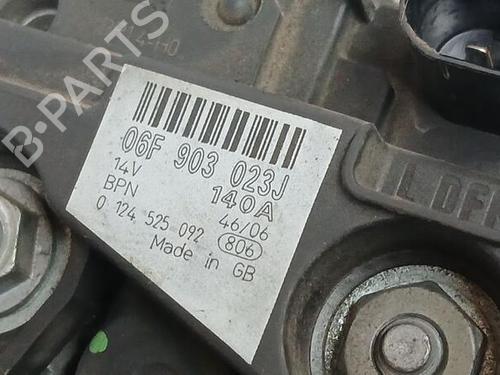 B-PARTS
06F 903 023J
14V 140A
BPN 46/06
0 124 525 092 806
Made in GB